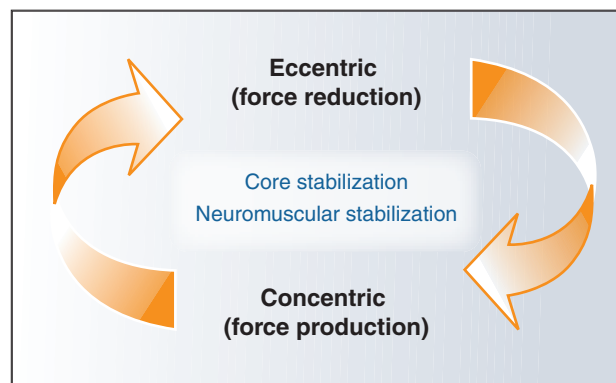 Eccentric
(force reduction)
Core stabilization
Neuromuscular stabilization
Concentric
(force production)